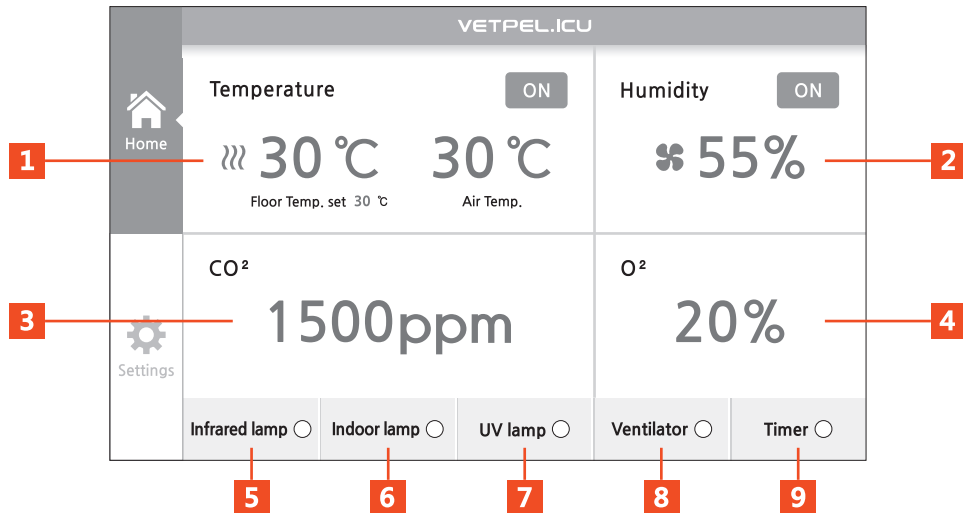 VETPEL.ICU
Home
Settings
Temperature ON
30 ℃ 30 ℃
Floor Temp. set 30 ℃ Air Temp.
Humidity ON
55%
CO²
1500ppm
O²
20%
Infrared lamp
Indoor lamp
UV lamp
Ventilator
Timer
1
2
3
4
5
6
7
8
9